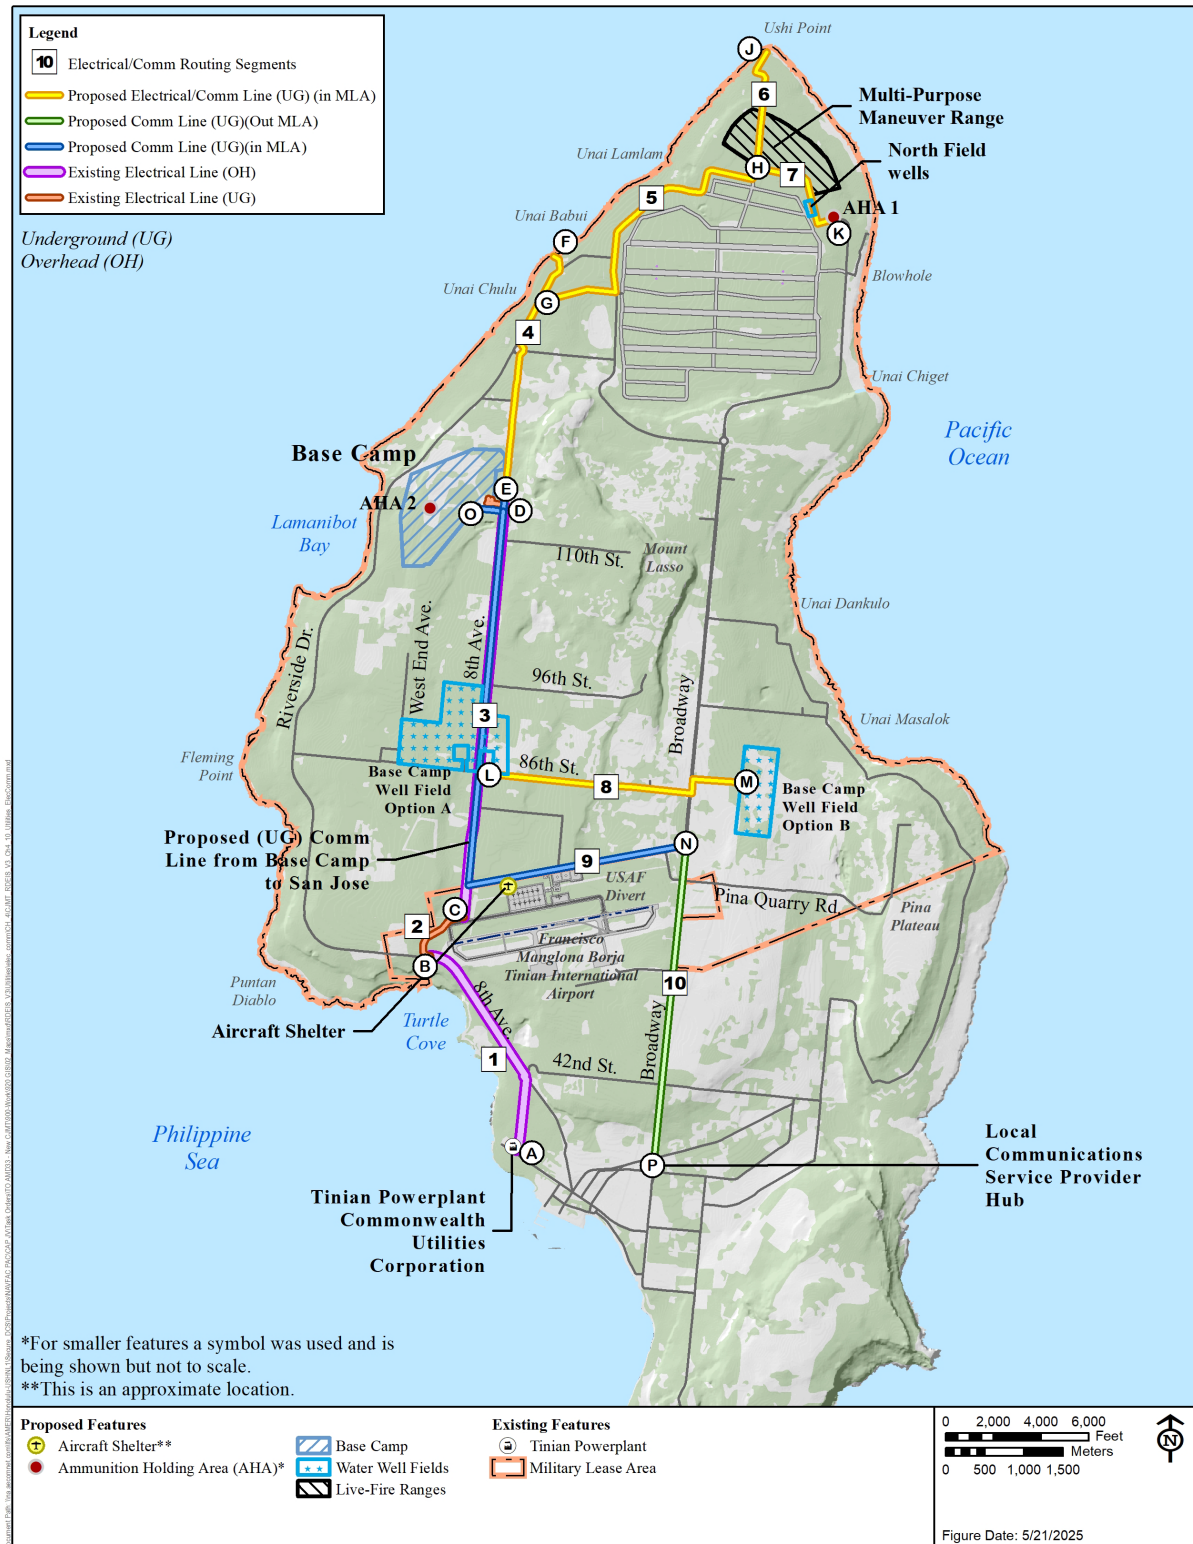 Legend
10 Electrical/Comm Routing Segments
Proposed Electrical/Comm Line (UG) (in MLA)
Proposed Comm Line (UG)(Out MLA)
Proposed Comm Line (UG)(in MLA)
Existing Electrical Line (OH)
Existing Electrical Line (UG)
Underground (UG)
Overhead (OH)
Ushi Point
J
6
Multi-Purpose
Maneuver Range
Unai Lamlam
H
7
North Field
wells
5
AHA 1
K
Unai Babui
F
Blowhole
Unai Chulu
G
4
Unai Chiget
Pacific
Ocean
Base Camp
E
AHA 2
O
D
Lamanibot
Bay
110th St.
Mount
Lasso
Unai Dankulo
Riverside Dr.
West End Ave.
8th Ave.
96th St.
Broadway
3
Unai Masalok
Fleming
Point
86th St.
Base Camp
Well Field
Option A
L
8
M
Base Camp
Well Field
Option B
Proposed (UG) Comm
Line from Base Camp
to San Jose
N
9
USAF
Divert
Pina Quarry Rd.
Pina
Plateau
C
2
B
Francisco
Manglona Borja
Tinian International
Airport
Puntan
Diablo
8th Ave.
10
Aircraft Shelter
Turtle
Cove
Broadway
1
42nd St.
Philippine
Sea
A
P
Local
Communications
Service Provider
Hub
Tinian Powerplant
Commonwealth
Utilities
Corporation
*For smaller features a symbol was used and is
being shown but not to scale.
**This is an approximate location.
Proposed Features
Aircraft Shelter**
Ammunition Holding Area (AHA)*
Base Camp
Water Well Fields
Live-Fire Ranges
Existing Features
Tinian Powerplant
Military Lease Area
0 2,000 4,000 6,000
Feet
Meters
0 500 1,000 1,500
N
Figure Date: 5/21/2025